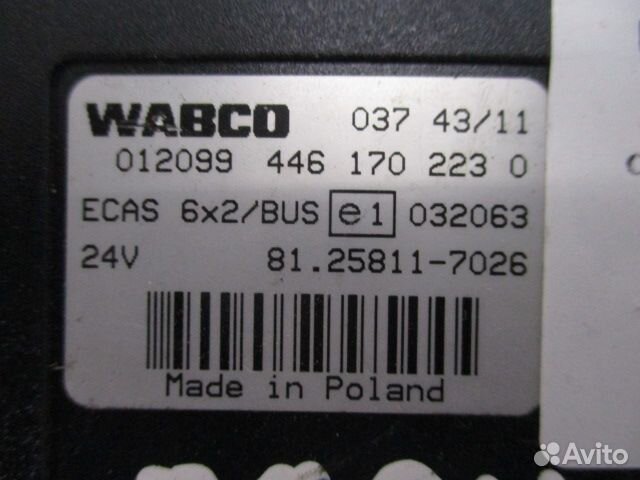 WABCO 037 43/11
012099 446 170 223 0
ECAS 6x2/BUS e1 032063
24V 81.25811-7026
Made in Poland
Avito